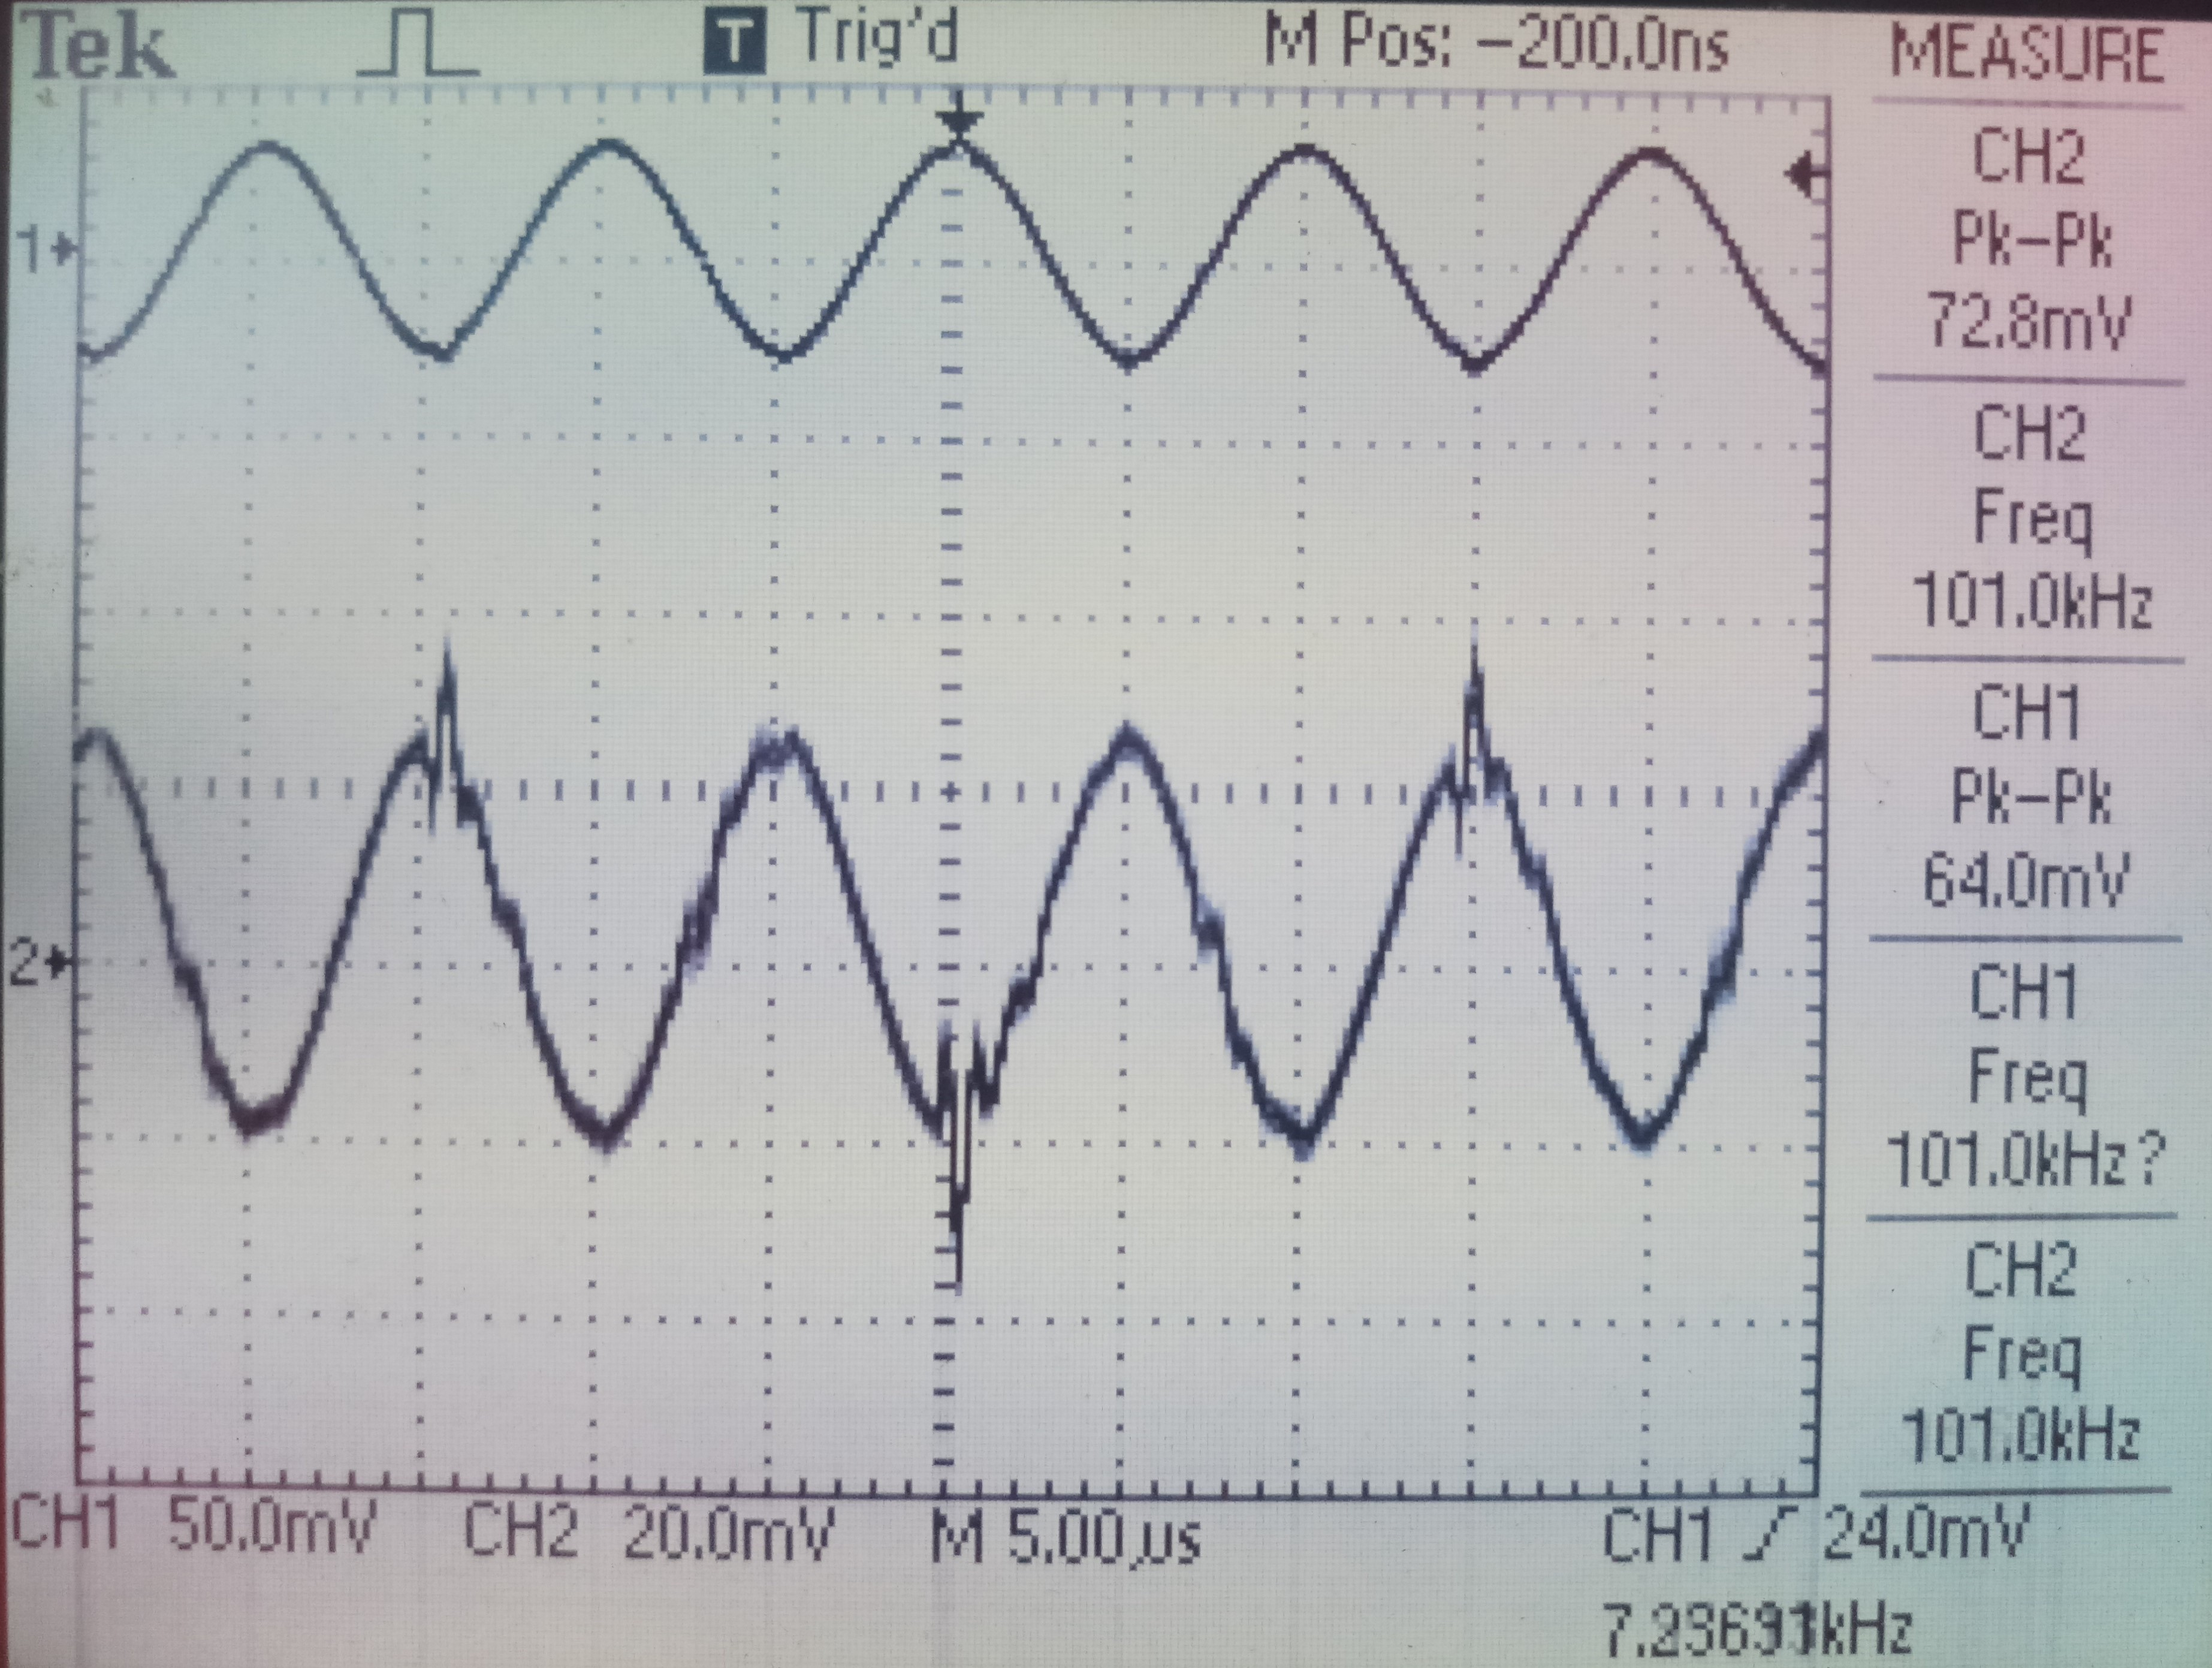 Tek T Trig'd M Pos: -200.0ns MEASURE
CH2
Pk-Pk
72.8mV
CH2
Freq
101.0kHz
1
CH1
Pk-Pk
64.0mV
2
CH1
Freq
101.0kHz?
CH2
Freq
101.0kHz
CH1 50.0mV CH2 20.0mV M 5.00µs CH1 24.0mV